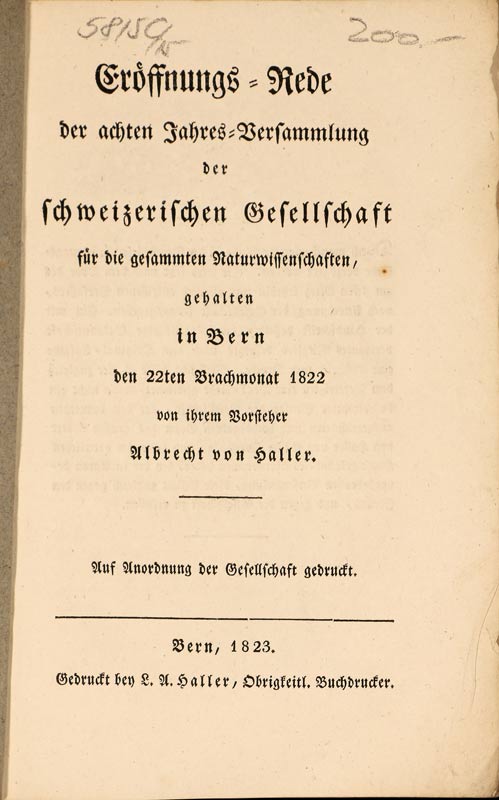 5815C/15
200.—
Eröffnungs-Rede
der achten Jahres-Versammlung
der
schweizerischen Gesellschaft
für die gesammten Naturwissenschaften,
gehalten
in Bern
den 22ten Brachmonat 1822
von ihrem Vorsteher
Albrecht von Haller.
Auf Anordnung der Gesellschaft gedruckt.
Bern, 1823.
Gedruckt bey L. A. Haller, Obrigkeitl. Buchdrucker.